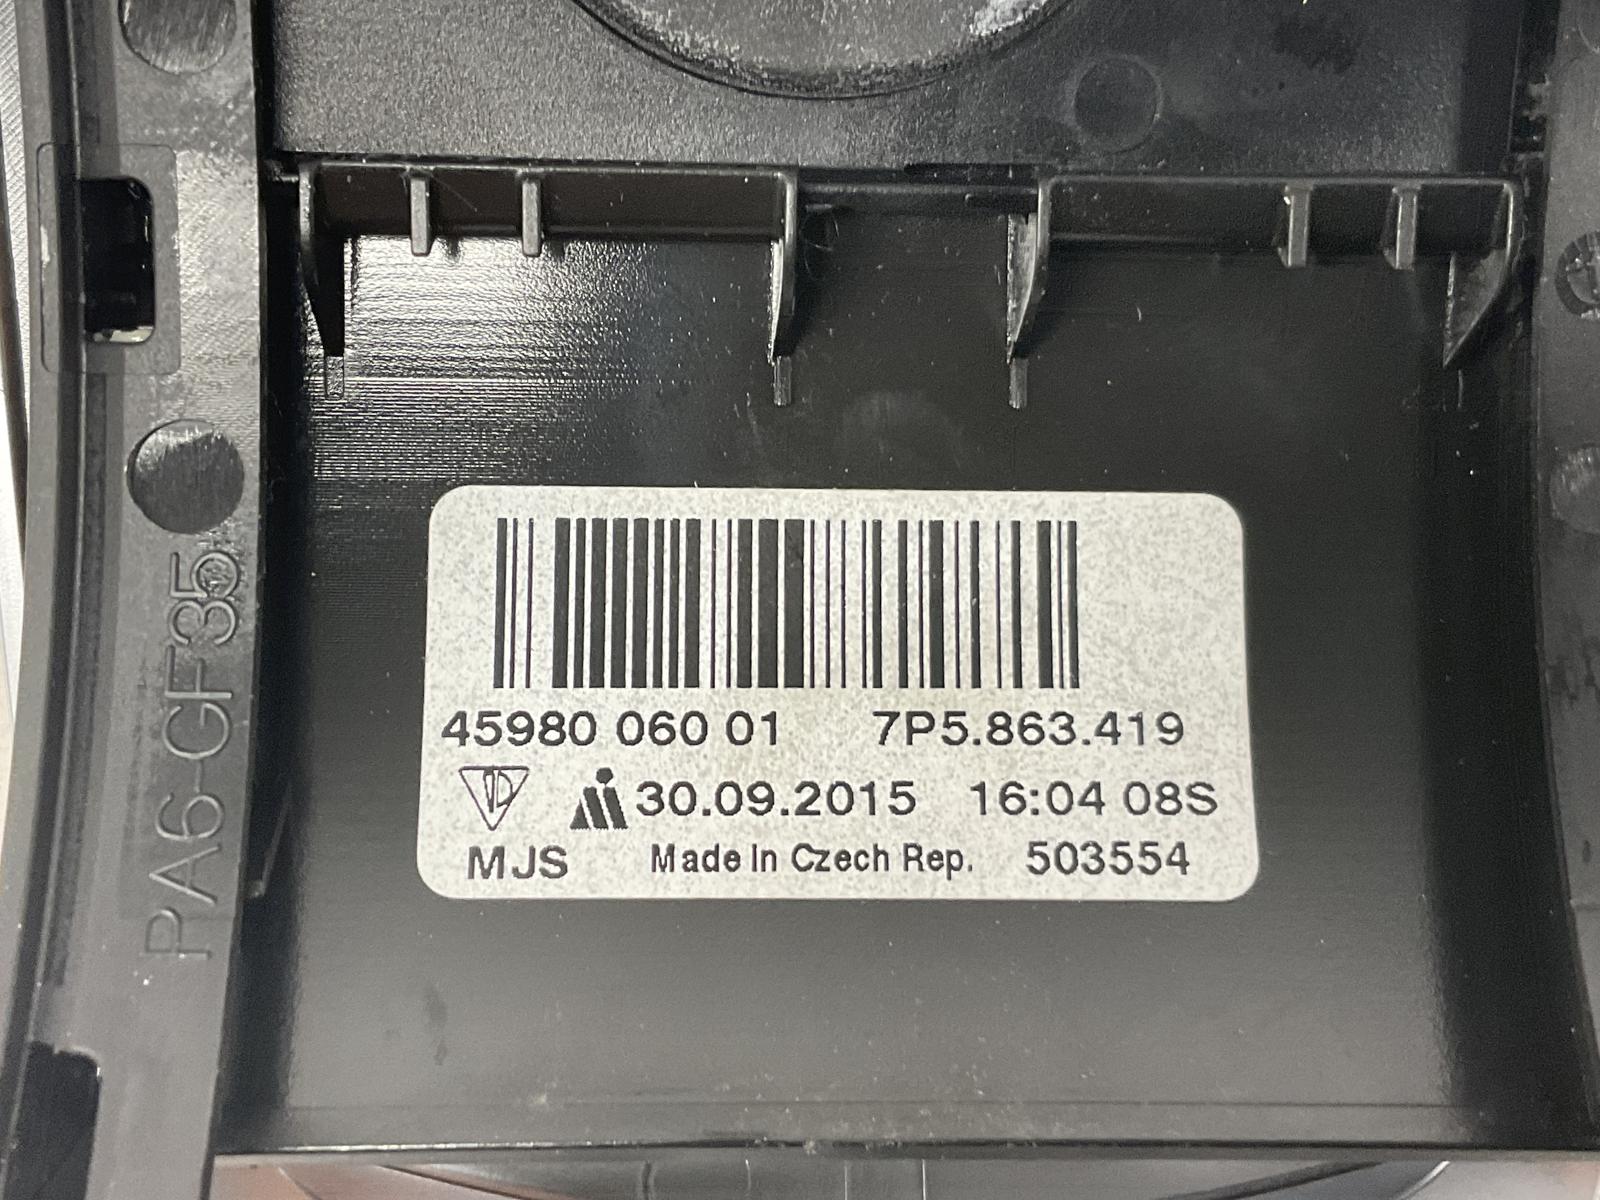 45980 060 01 7P5.863.419
30.09.2015 16:04 08S
MJS Made In Czech Rep. 503554
PA6-GF35